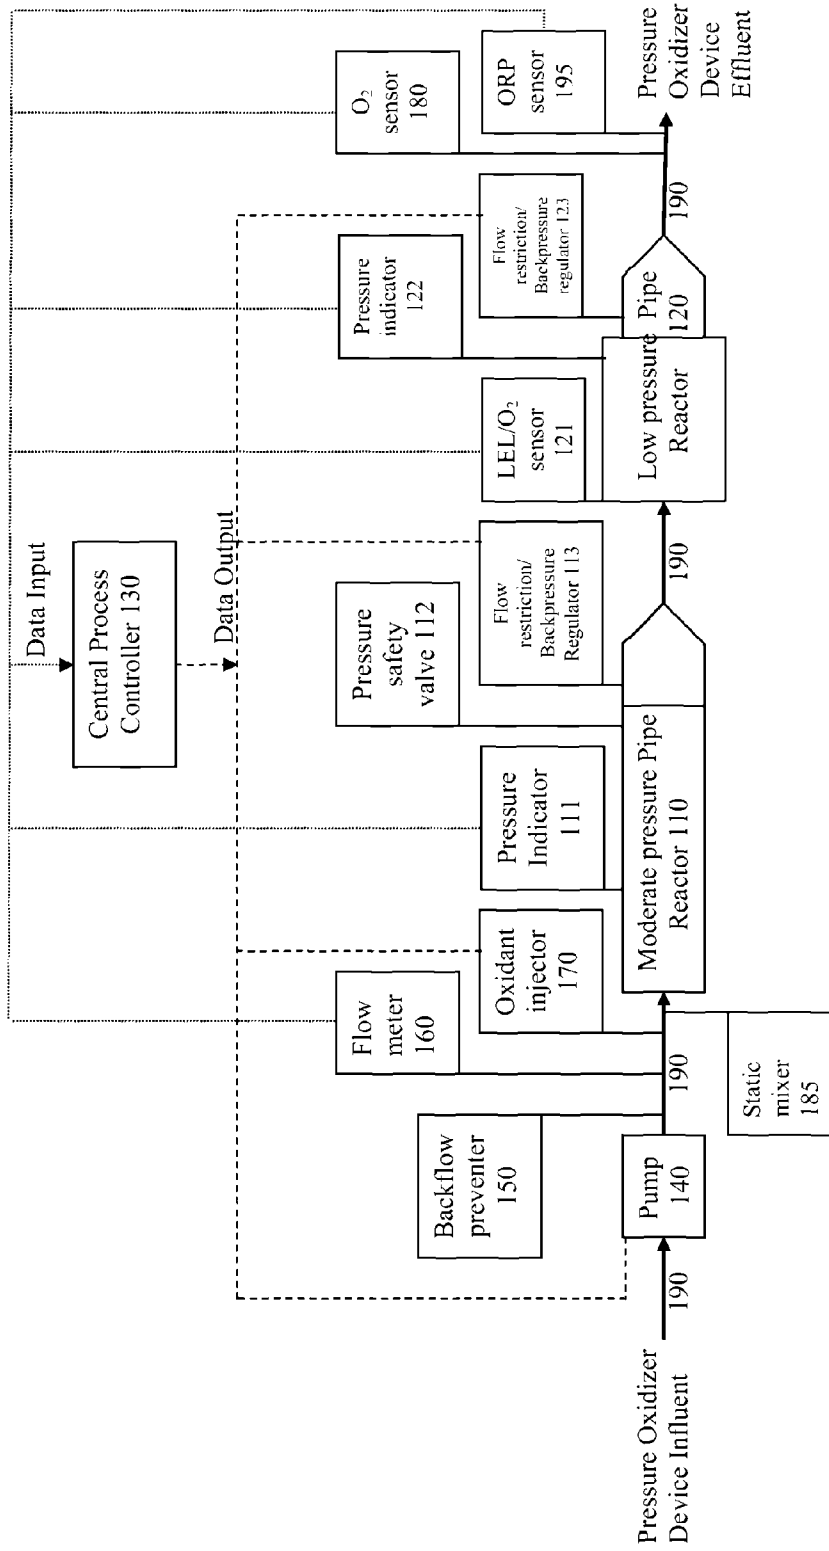 Data Input
Central Process
Controller 130
Data Output
Flow
meter
160
Pressure
safety
valve 112
Pressure
indicator
122
O₂
sensor
180
Backflow
preventer
150
Oxidant
injector
170
Pressure
Indicator
111
Flow
restriction/
Backpressure
Regulator 113
LEL/O₂
sensor
121
Flow
restriction/
Backpressure
regulator 123
ORP
sensor
195
Pressure Oxidizer
Device Influent
190
Pump
140
190
Moderate pressure Pipe
Reactor 110
190
Low pressure Pipe
Reactor 120
190
Pressure
Oxidizer
Device
Effluent
Static
mixer
185